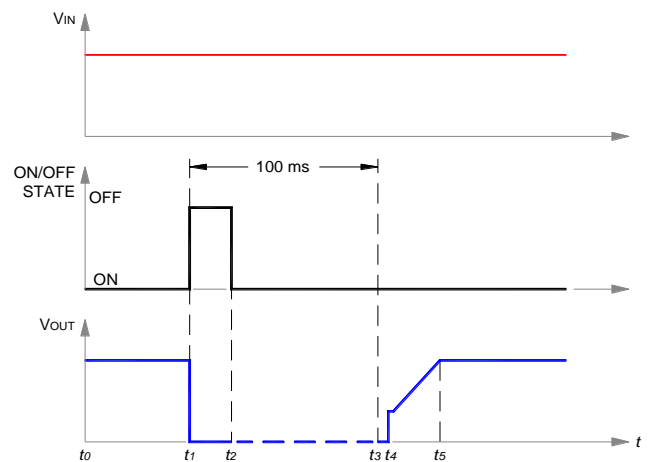 VIN
100 ms
ON/OFF
STATE
OFF
ON
VOUT
t0 t1 t2 t3 t4 t5 t